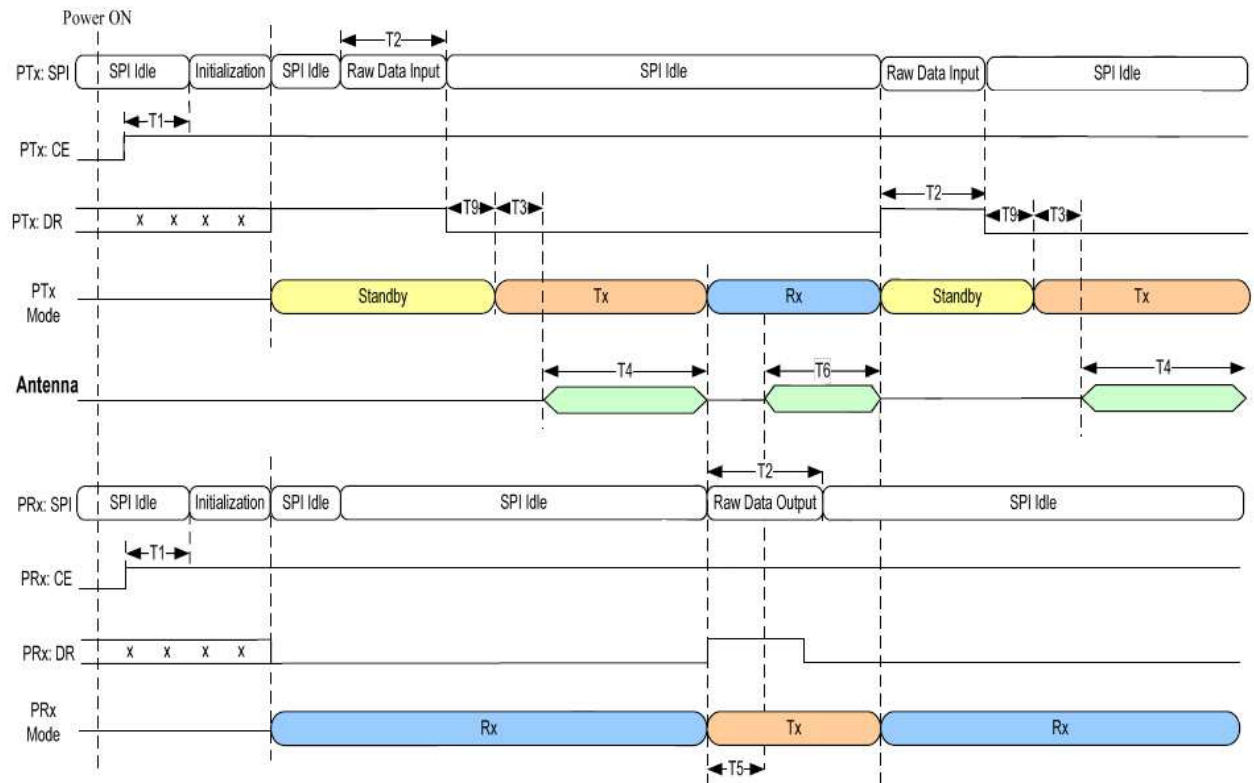 Power ON
T2
PTx: SPI
SPI Idle
Initialization
SPI Idle
Raw Data Input
SPI Idle
Raw Data Input
SPI Idle
T1
PTx: CE
T2
T9
T3
T9
T3
PTx: DR
x x x x
PTx
Mode
Standby
Tx
Rx
Standby
Tx
T4
T6
T4
Antenna
T2
PRx: SPI
SPI Idle
Initialization
SPI Idle
SPI Idle
Raw Data Output
SPI Idle
T1
PRx: CE
PRx: DR
x x x x
PRx
Mode
Rx
Tx
Rx
T5